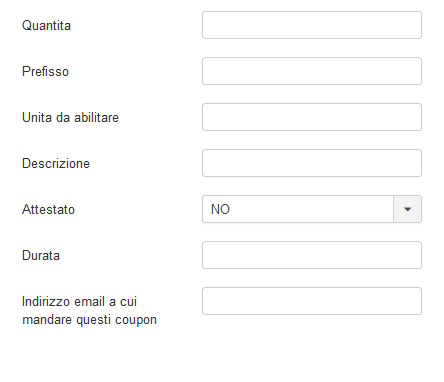 Quantita
Prefisso
Unita da abilitare
Descrizione
Attestato
NO
Durata
Indirizzo email a cui
mandare questi coupon